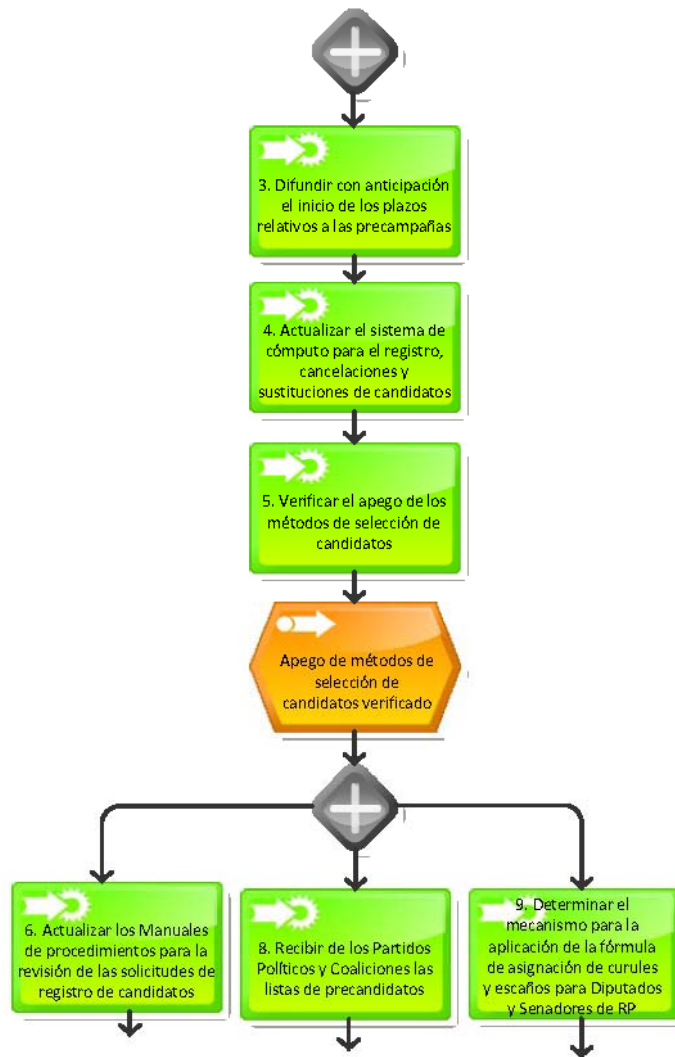 3. Difundir con anticipación
el inicio de los plazos
relativos a las precampañas
4. Actualizar el sistema de
cómputo para el registro,
cancelaciones y
sustituciones de candidatos
5. Verificar el apego de los
métodos de selección de
candidatos
Apego de métodos de
selección de
candidatos verificado
6. Actualizar los Manuales
de procedimientos para la
revisión de las solicitudes de
registro de candidatos
8. Recibir de los Partidos
Políticos y Coaliciones las
listas de precandidatos
9. Determinar el
mecanismo para la
aplicación de la fórmula
de asignación de curules
y escaños para Diputados
y Senadores de RP